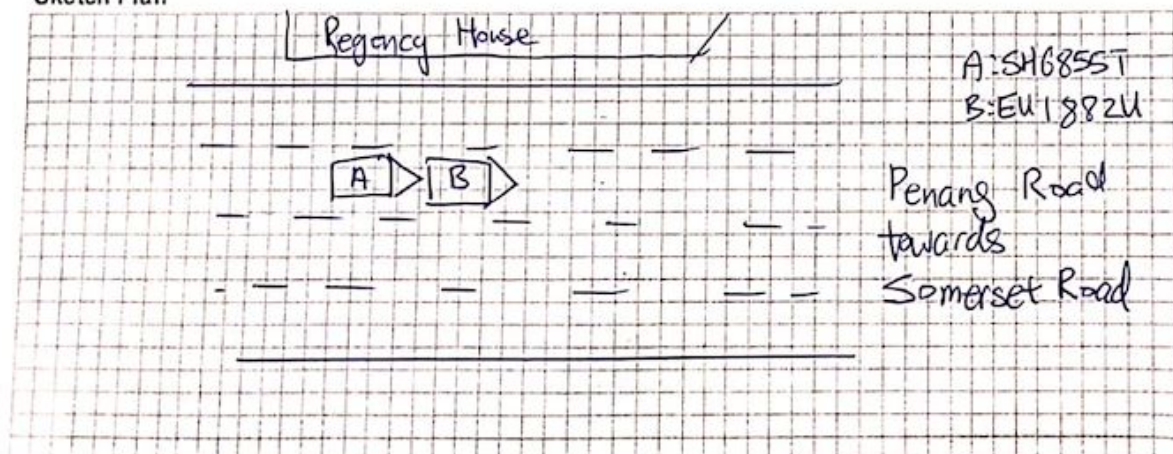 Sketch Plan
Regency House
A:SH6855T
B:EU1882U
A
B
Penang Road
towards
Somerset Road